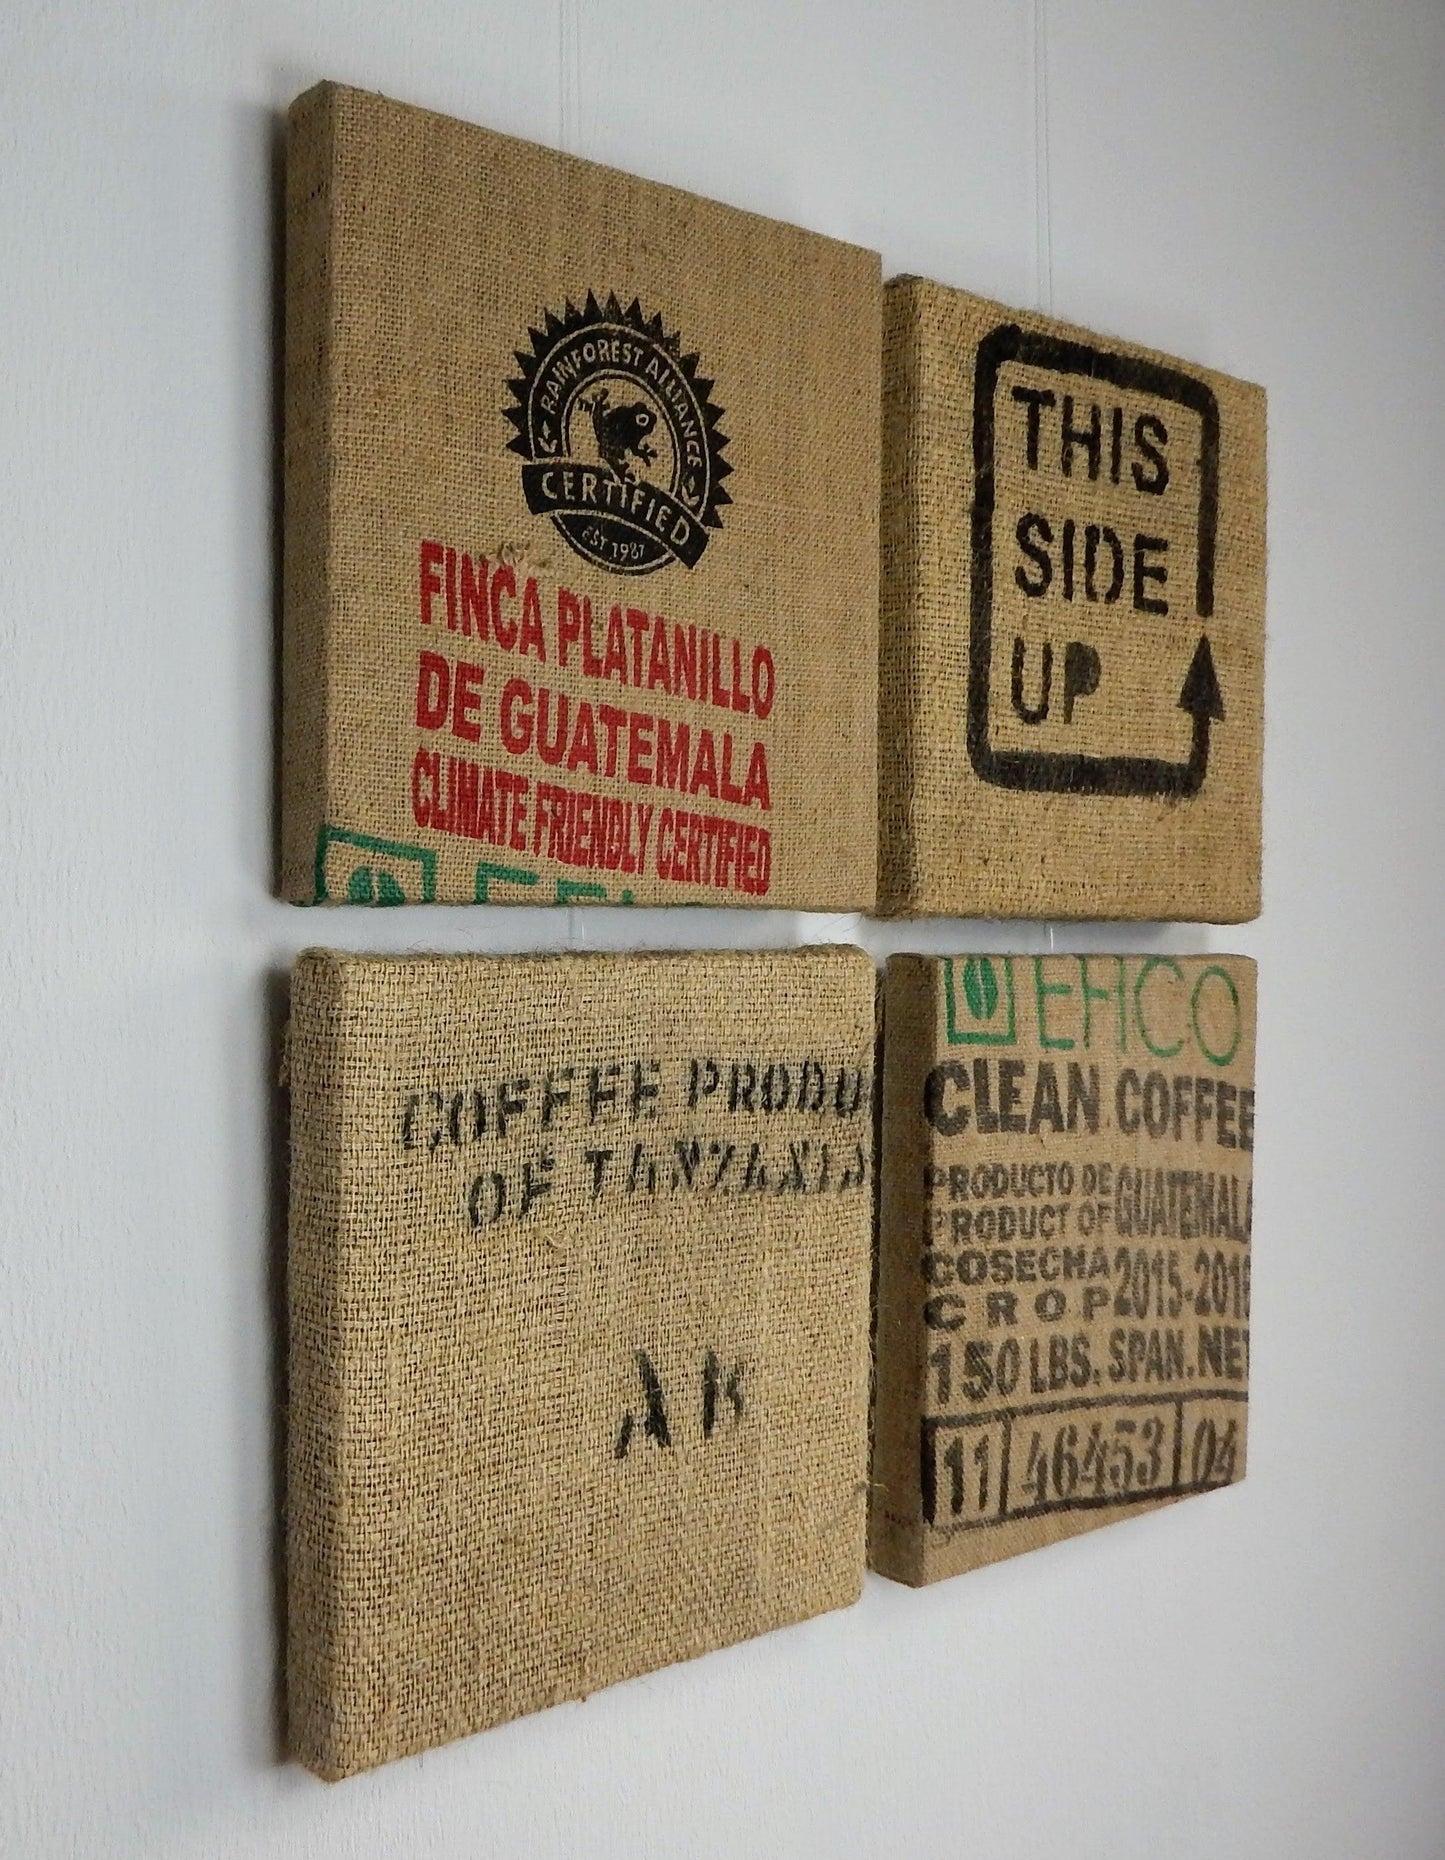 RAINFOREST ALLIANCE
CERTIFIED
EST 1987
FINCA PLATANILLO
DE GUATEMALA
CLIMATE FRIENDLY CERTIFIED
THIS
SIDE
UP
COFFEE PRODU
OF TANZANIA
AB
EFICO
CLEAN COFFEE
PRODUCTO DE GUATEMALA
PRODUCT OF
COSECHA 2015-2016
CROP
150 LBS. SPAN. NET
11 46453 04